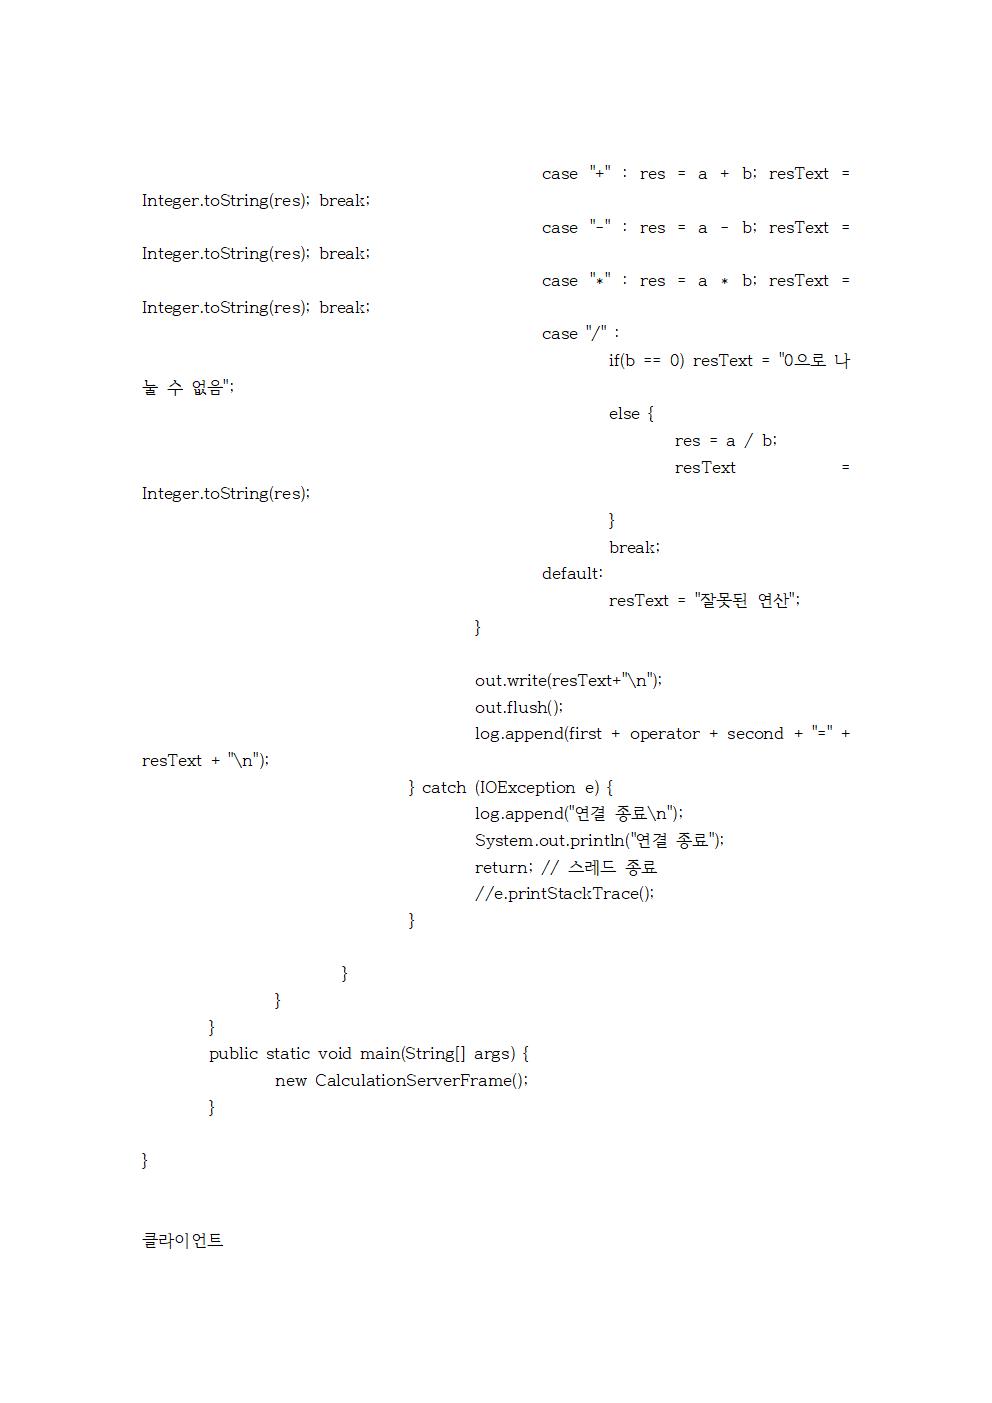 case "+" : res = a + b; resText =
Integer.toString(res); break;
case "-" : res = a - b; resText =
Integer.toString(res); break;
case "*" : res = a * b; resText =
Integer.toString(res); break;
case "/" :
if(b == 0) resText = "0으로 나
눌 수 없음";
else {
res = a / b;
resText =
Integer.toString(res);
}
break;
default:
resText = "잘못된 연산";
}
out.write(resText+"\n");
out.flush();
log.append(first + operator + second + "=" +
resText + "\n");
} catch (IOException e) {
log.append("연결 종료\n");
System.out.println("연결 종료");
return; // 스레드 종료
//e.printStackTrace();
}
}
}
}
public static void main(String[] args) {
new CalculationServerFrame();
}
}
클라이언트